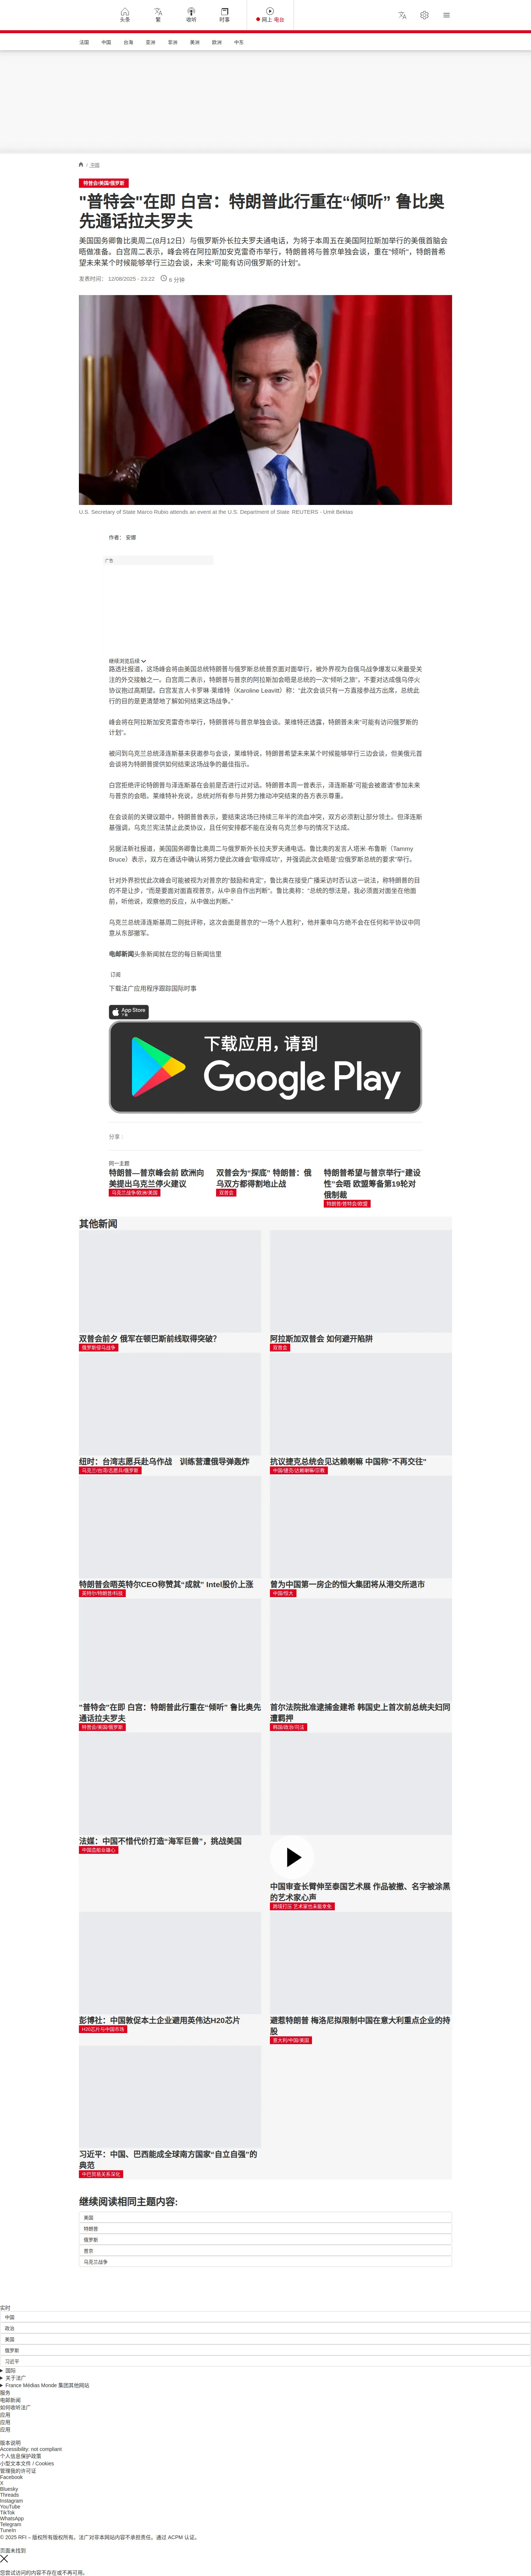 头条
繁
收听
时事
网上 电台
法国
中国
台海
亚洲
非洲
美洲
欧洲
中东
/ 王国
特普会/美国/俄罗斯
"普特会"在即 白宫：特朗普此行重在“倾听” 鲁比奥先通话拉夫罗夫
美国国务卿鲁比奥周二(8月12日）与俄罗斯外长拉夫罗夫通电话，为将于本周五在美国阿拉斯加举行的美俄首脑会晤做准备。白宫周二表示，峰会将在阿拉斯加安克雷奇市举行，特朗普将与普京单独会谈，重在“倾听”，特朗普希望未来某个时候能够举行三边会谈，未来“可能有访问俄罗斯的计划”。
发表时间： 12/08/2025 - 23:22
6 分钟
U.S. Secretary of State Marco Rubio attends an event at the U.S. Department of State REUTERS - Umit Bektas
作者： 安娜
广告
继续浏览后续
路透社报道，这场峰会将由美国总统特朗普与俄罗斯总统普京面对面举行，被外界视为自俄乌战争爆发以来最受关注的外交接触之一。白宫周二表示，特朗普与普京的阿拉斯加会晤是总统的一次“倾听之旅”，不要对达成俄乌停火协议抱过高期望。白宫发言人卡罗琳·莱维特（Karoline Leavitt）称：“此次会谈只有一方直接参战方出席，总统此行的目的是更清楚地了解如何结束这场战争。”
峰会将在阿拉斯加安克雷奇市举行，特朗普将与普京单独会谈。莱维特还透露，特朗普未来“可能有访问俄罗斯的计划”。
被问到乌克兰总统泽连斯基未获邀参与会谈，莱维特说，特朗普希望未来某个时候能够举行三边会谈，但美俄元首会谈将为特朗普提供如何结束这场战争的最佳指示。
白宫拒绝评论特朗普与泽连斯基在会前是否进行过对话。特朗普本周一曾表示，泽连斯基“可能会被邀请”参加未来与普京的会晤。莱维特补充说，总统对所有参与并努力推动冲突结束的各方表示尊重。
在会谈前的关键议题中，特朗普曾表示，要结束这场已持续三年半的流血冲突，双方必须割让部分领土。但泽连斯基强调，乌克兰宪法禁止此类协议，且任何安排都不能在没有乌克兰参与的情况下达成。
另据法新社报道，美国国务卿鲁比奥周二与俄罗斯外长拉夫罗夫通电话。鲁比奥的发言人塔米·布鲁斯（Tammy Bruce）表示，双方在通话中确认将努力使此次峰会“取得成功”，并强调此次会晤是“应俄罗斯总统的要求”举行。
针对外界担忧此次峰会可能被视为对普京的“鼓励和肯定”，鲁比奥在接受广播采访时否认这一说法，称特朗普的目的不是让步，“而是要面对面直视普京，从中亲自作出判断”。鲁比奥称：“总统的想法是，我必须面对面坐在他面前，听他说，观察他的反应，从中做出判断。”
乌克兰总统泽连斯基周二则批评称，这次会面是普京的“一场个人胜利”，他并重申乌方绝不会在任何和平协议中同意从东部撤军。
电邮新闻头条新闻就在您的每日新闻信里
订阅
下载法广应用程序跟踪国际时事
App Store
下载应用，请到
Google Play
分享 :
同一主题
特朗普—普京峰会前 欧洲向美提出乌克兰停火建议
乌克兰战争/欧洲/美国
双普会为“探底” 特朗普：俄乌双方都得割地止战
双普会
特朗普希望与普京举行“建设性”会晤 欧盟筹备第19轮对俄制裁
特朗普/普特会/欧盟
其他新闻
双普会前夕 俄军在顿巴斯前线取得突破？
俄罗斯侵乌战争
阿拉斯加双普会 如何避开陷阱
双普会
纽时：台湾志愿兵赴乌作战 训练营遭俄导弹轰炸
乌克兰/台湾/志愿兵/俄罗斯
抗议捷克总统会见达赖喇嘛 中国称"不再交往"
中国/捷克/达赖喇嘛/宗教
特朗普会晤英特尔CEO称赞其“成就” Intel股价上涨
英特尔/特朗普/科技
曾为中国第一房企的恒大集团将从港交所退市
中国/恒大
"普特会"在即 白宫：特朗普此行重在“倾听” 鲁比奥先通话拉夫罗夫
特普会/美国/俄罗斯
首尔法院批准逮捕金建希 韩国史上首次前总统夫妇同遭羁押
韩国/政治/司法
法媒：中国不惜代价打造“海军巨兽”，挑战美国
中国造船业雄心
中国审查长臂伸至泰国艺术展 作品被撤、名字被涂黑的艺术家心声
跨境打压 艺术家也未能幸免
彭博社：中国敦促本土企业避用英伟达H20芯片
H20芯片与中国市场
避惹特朗普 梅洛尼拟限制中国在意大利重点企业的持股
意大利/中国/美国
习近平：中国、巴西能成全球南方国家“自立自强”的典范
中巴贸易关系深化
继续阅读相同主题内容:
美国
特朗普
俄罗斯
普京
乌克兰战争
实时
中国
政治
美国
俄罗斯
习近平
国际
关于法广
France Médias Monde 集团其他网站
服务
电邮新闻
如何收听法广
应用
应用
应用
版本说明
Accessibility: not compliant
个人信息保护政策
小型文本文件 / Cookies
管理我的许可证
Facebook
X
Bluesky
Threads
Instagram
YouTube
TikTok
WhatsApp
Telegram
TuneIn
© 2025 RFI – 版权所有版权所有。法广对非本网站内容不承担责任。通过 ACPM 认证。
页面未找到
您尝试访问的内容不存在或不再可用。